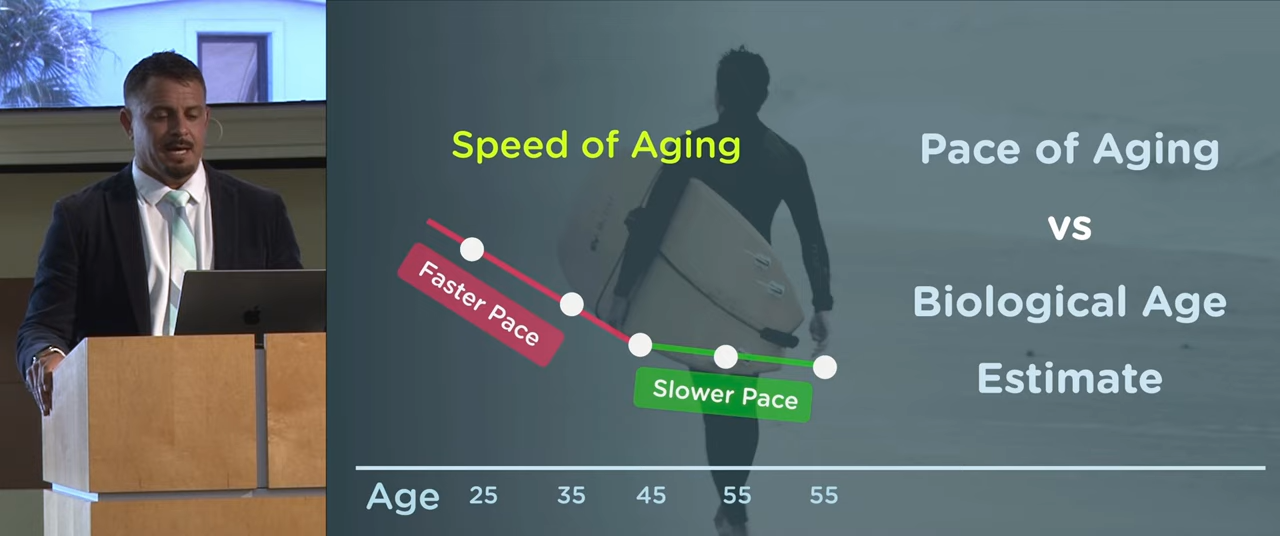 Speed of Aging
Faster Pace
Slower Pace
Age 25 35 45 55 55
Pace of Aging
vs
Biological Age
Estimate